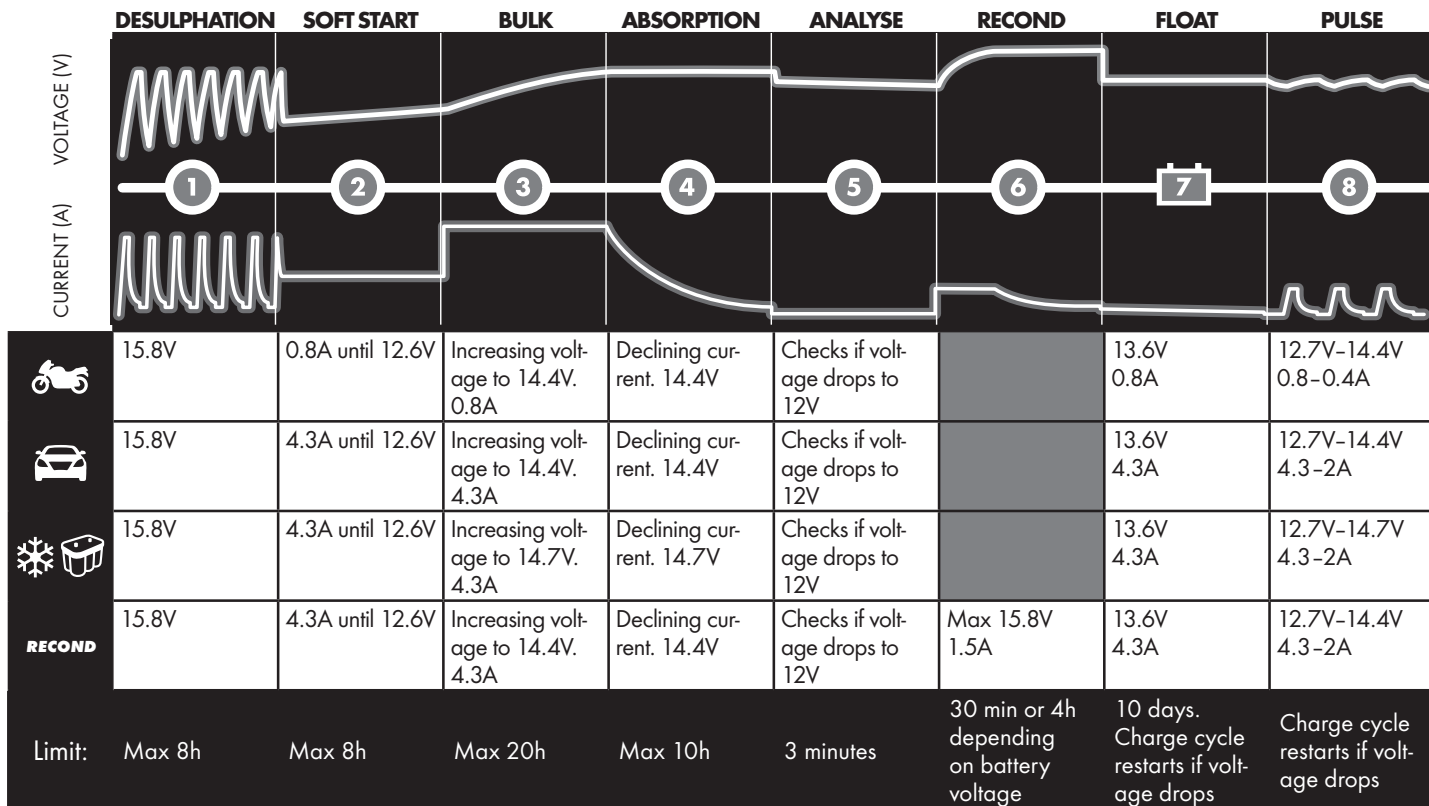 DESULPHATION SOFT START BULK ABSORPTION ANALYSE RECOND FLOAT PULSE
VOLTAGE (V)
1 2 3 4 5 6 7 8
CURRENT (A)
15.8V
0.8A until 12.6V
Increasing volt-
age to 14.4V.
0.8A
Declining cur-
rent. 14.4V
Checks if volt-
age drops to
12V
13.6V
0.8A
12.7V–14.4V
0.8–0.4A
15.8V
4.3A until 12.6V
Increasing volt-
age to 14.4V.
4.3A
Declining cur-
rent. 14.4V
Checks if volt-
age drops to
12V
13.6V
4.3A
12.7V–14.4V
4.3–2A
15.8V
4.3A until 12.6V
Increasing volt-
age to 14.7V.
4.3A
Declining cur-
rent. 14.7V
Checks if volt-
age drops to
12V
13.6V
4.3A
12.7V–14.7V
4.3–2A
RECOND
15.8V
4.3A until 12.6V
Increasing volt-
age to 14.4V.
4.3A
Declining cur-
rent. 14.4V
Checks if volt-
age drops to
12V
Max 15.8V
1.5A
13.6V
4.3A
12.7V–14.4V
4.3–2A
Limit:
Max 8h
Max 8h
Max 20h
Max 10h
3 minutes
30 min or 4h
depending
on battery
voltage
10 days.
Charge cycle
restarts if volt-
age drops
Charge cycle
restarts if volt-
age drops